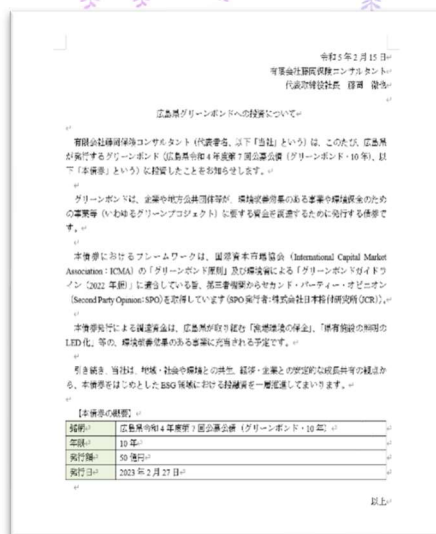 令和5年2月15日
有限会社藤岡保険コンサルタント
代表取締役社長 藤岡
広島県グリーンボンドへの投資について
有限会社藤岡保険コンサルタント(代表者名、以下「当社」という)は、このたび、広島県
が発行するグリーンボンド(広島県令和4年度第7回公募公債(グリーンボンド・10年)、以
下「本債券」という)に投資したことをお知らせします。
グリーンボンドは、企業や地方公共団体等が、環境改善効果のある事業や環境保全のため
の事業等(いわゆるグリーンプロジェクト)に要する資金を調達するために発行する債券で
す。
本債券におけるフレームワークは、国際資本市場協会(International Capital Market
Association:ICMA)の「グリーンボンド原則」及び環境省による「グリーンボンドガイドラ
イン(2022年版)」に適合している旨、第三者機関からセカンド・パーティー・オピニオン
(Second Party Opinion:SPO)を取得しています(SPO発行者:株式会社日本格付研究所(JCR))。
本債券発行による調達資金は、広島県が取り組む「
の保全」、「県有施設の照明の
LED化」等の、環境改善効果のある事業に充当される予定です。
引き続き、当社は、地域・社会や環境との共生、経済・企業との安定的な成長共有の観点か
ら、本債券をはじめとしたESG領域における投融資を一層推進してまいります。
【本債券の概要】
銘柄 広島県令和4年度第7回公募公債(グリーンボンド・10年)
年限 10年
発行額 50億円
発行日 2023年2月27日
以上